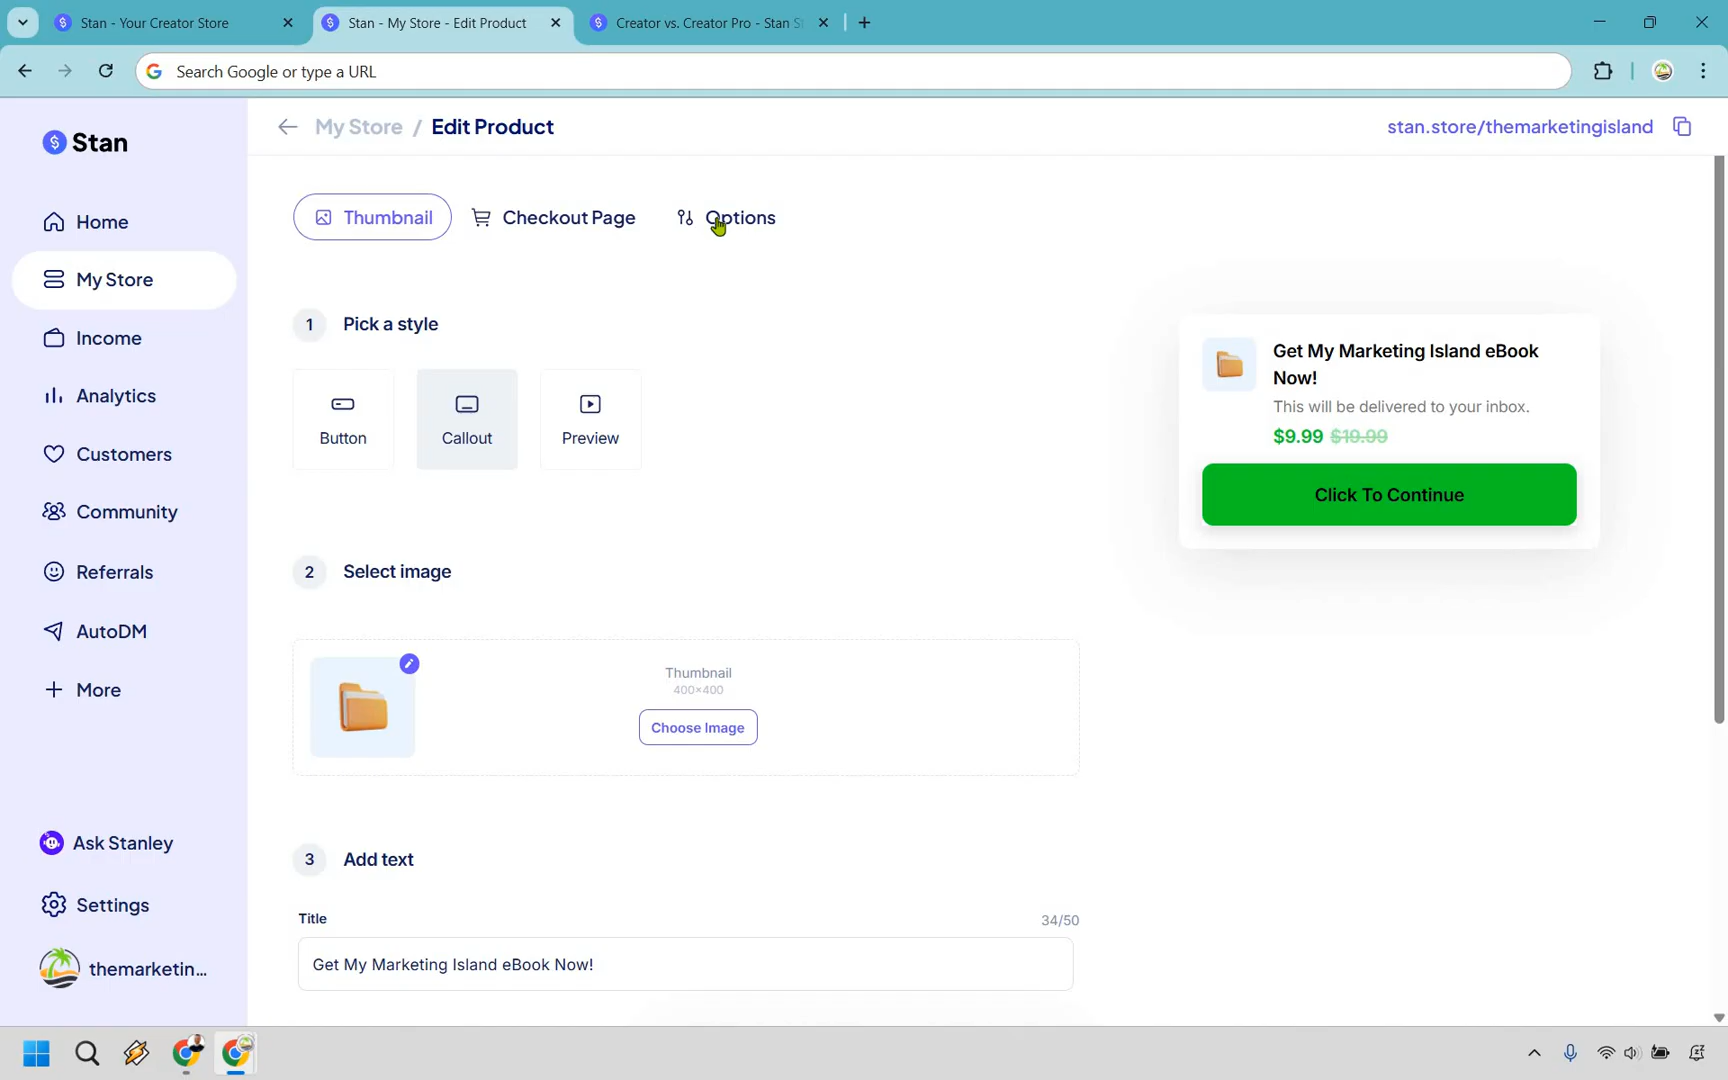 Stan - Your Creator Store
Stan - My Store - Edit Product
Creator vs. Creator Pro - Stan S
Search Google or type a URL
Stan
My Store / Edit Product
stan.store/themarketingisland
Home
My Store
Income
Analytics
Customers
Community
Referrals
AutoDM
More
Ask Stanley
Settings
themarketin...
Thumbnail
Checkout Page
Options
1 Pick a style
Button
Callout
Preview
2 Select image
Thumbnail
400×400
Choose Image
3 Add text
Title
34/50
Get My Marketing Island eBook Now!
Get My Marketing Island eBook
Now!
This will be delivered to your inbox.
$9.99 $19.99
Click To Continue